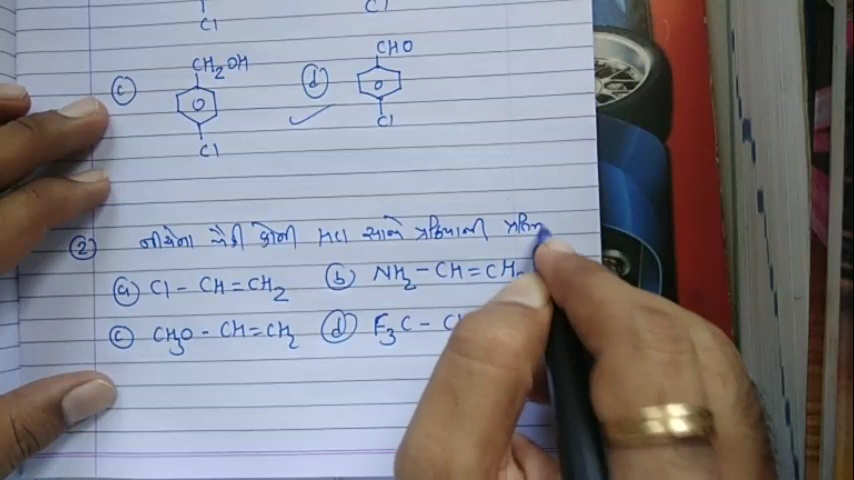 Cl Cl
CH2OH CHO
(c) (d) ✓
Cl Cl
(2) નીચેના પૈકી કોની HCl સાથે પ્રક્રિયાની પ્રક્રિ
(a) Cl - CH = CH2 (b) NH2 - CH = CH
(c) CH3O - CH = CH2 (d) F3C - C